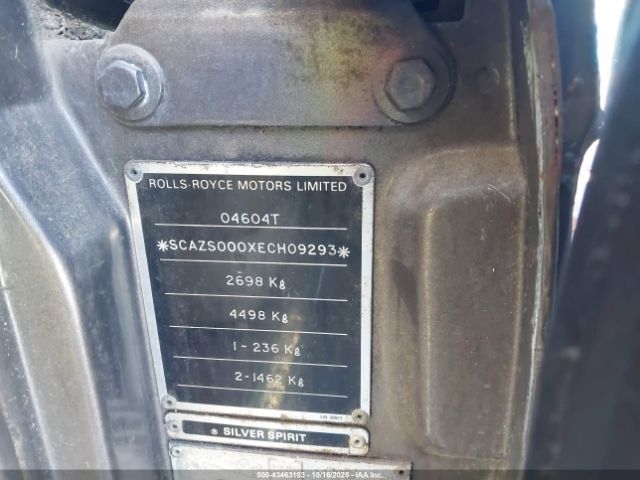 ROLLS-ROYCE MOTORS LIMITED
04604T
*SCAZS000XECH09293*
2698 Kg
4498 Kg
1-236 Kg
2-1462 Kg
SILVER SPIRIT
000-43463103 - 10/16/2025 - IAA Inc.